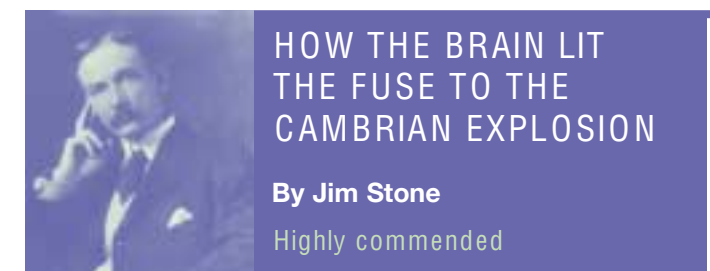 HOW THE BRAIN LIT
THE FUSE TO THE
CAMBRIAN EXPLOSION
By Jim Stone
Highly commended